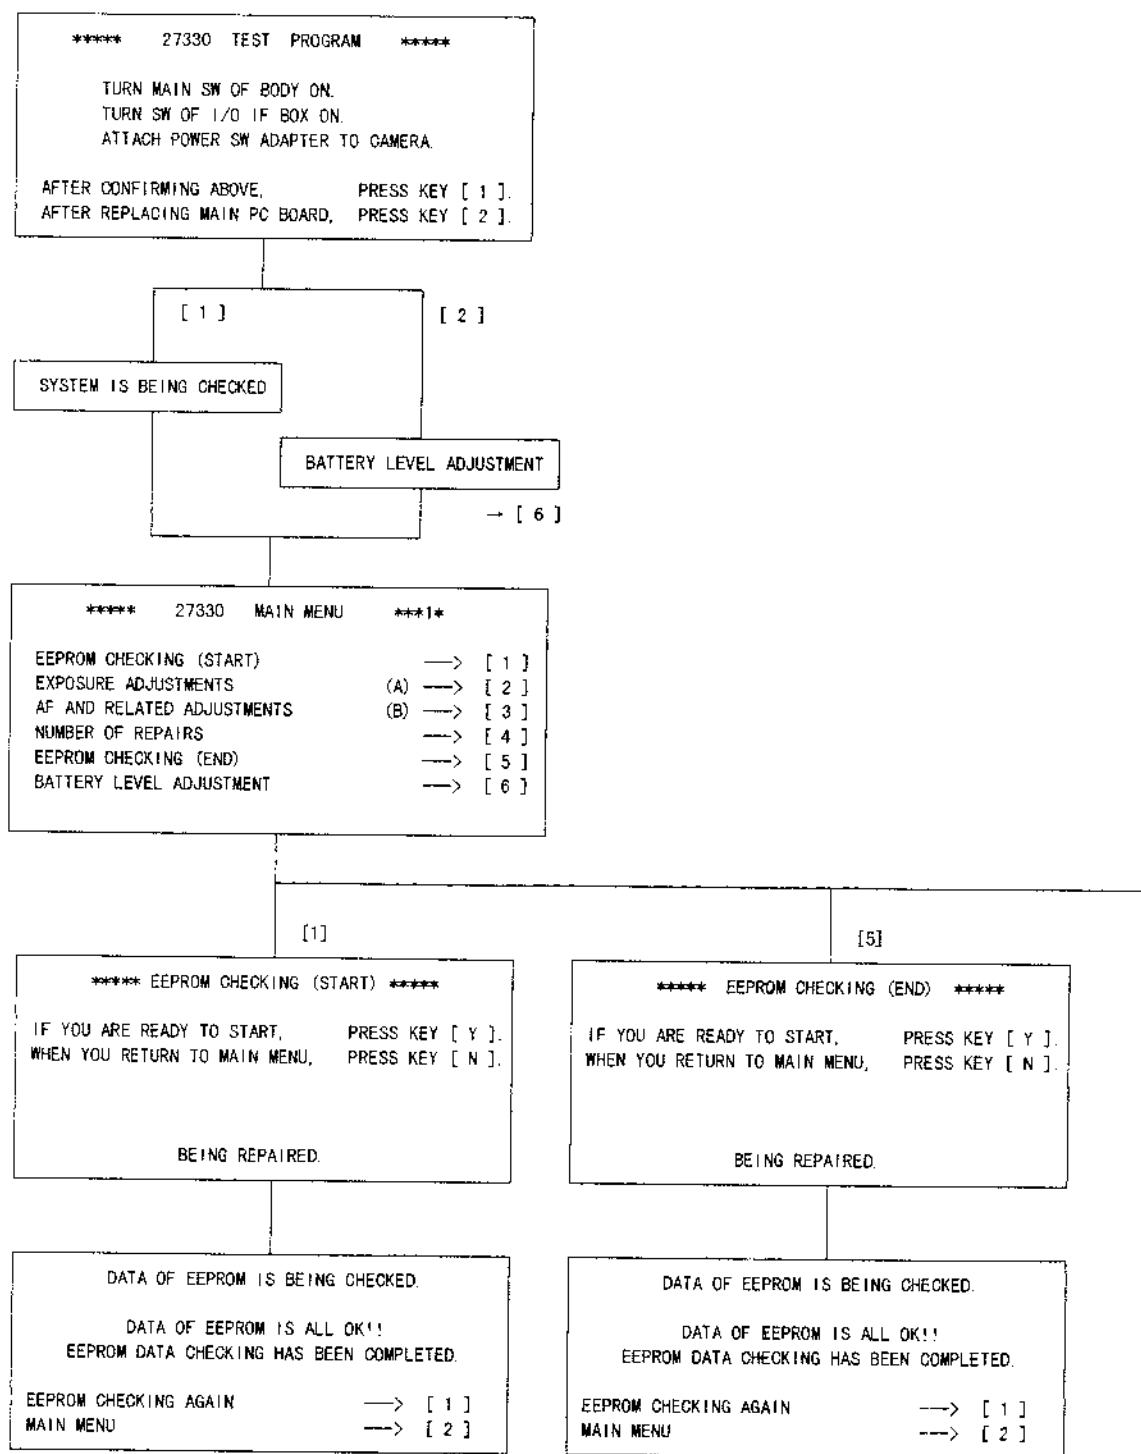 ***** 27330 TEST PROGRAM *****
TURN MAIN SW OF BODY ON.
TURN SW OF I/O IF BOX ON.
ATTACH POWER SW ADAPTER TO CAMERA.
AFTER CONFIRMING ABOVE, PRESS KEY [ 1 ].
AFTER REPLACING MAIN PC BOARD, PRESS KEY [ 2 ].
[ 1 ]
[ 2 ]
SYSTEM IS BEING CHECKED
BATTERY LEVEL ADJUSTMENT
→ [ 6 ]
***** 27330 MAIN MENU ***1*
EEPROM CHECKING (START) ---> [ 1 ]
EXPOSURE ADJUSTMENTS (A) ---> [ 2 ]
AF AND RELATED ADJUSTMENTS (B) ---> [ 3 ]
NUMBER OF REPAIRS ---> [ 4 ]
EEPROM CHECKING (END) ---> [ 5 ]
BATTERY LEVEL ADJUSTMENT ---> [ 6 ]
[1]
***** EEPROM CHECKING (START) *****
IF YOU ARE READY TO START, PRESS KEY [ Y ].
WHEN YOU RETURN TO MAIN MENU, PRESS KEY [ N ].
BEING REPAIRED.
DATA OF EEPROM IS BEING CHECKED.
DATA OF EEPROM IS ALL OK!!
EEPROM DATA CHECKING HAS BEEN COMPLETED.
EEPROM CHECKING AGAIN ---> [ 1 ]
MAIN MENU ---> [ 2 ]
[5]
***** EEPROM CHECKING (END) *****
IF YOU ARE READY TO START, PRESS KEY [ Y ].
WHEN YOU RETURN TO MAIN MENU, PRESS KEY [ N ].
BEING REPAIRED.
DATA OF EEPROM IS BEING CHECKED.
DATA OF EEPROM IS ALL OK!!
EEPROM DATA CHECKING HAS BEEN COMPLETED.
EEPROM CHECKING AGAIN ---> [ 1 ]
MAIN MENU ---> [ 2 ]